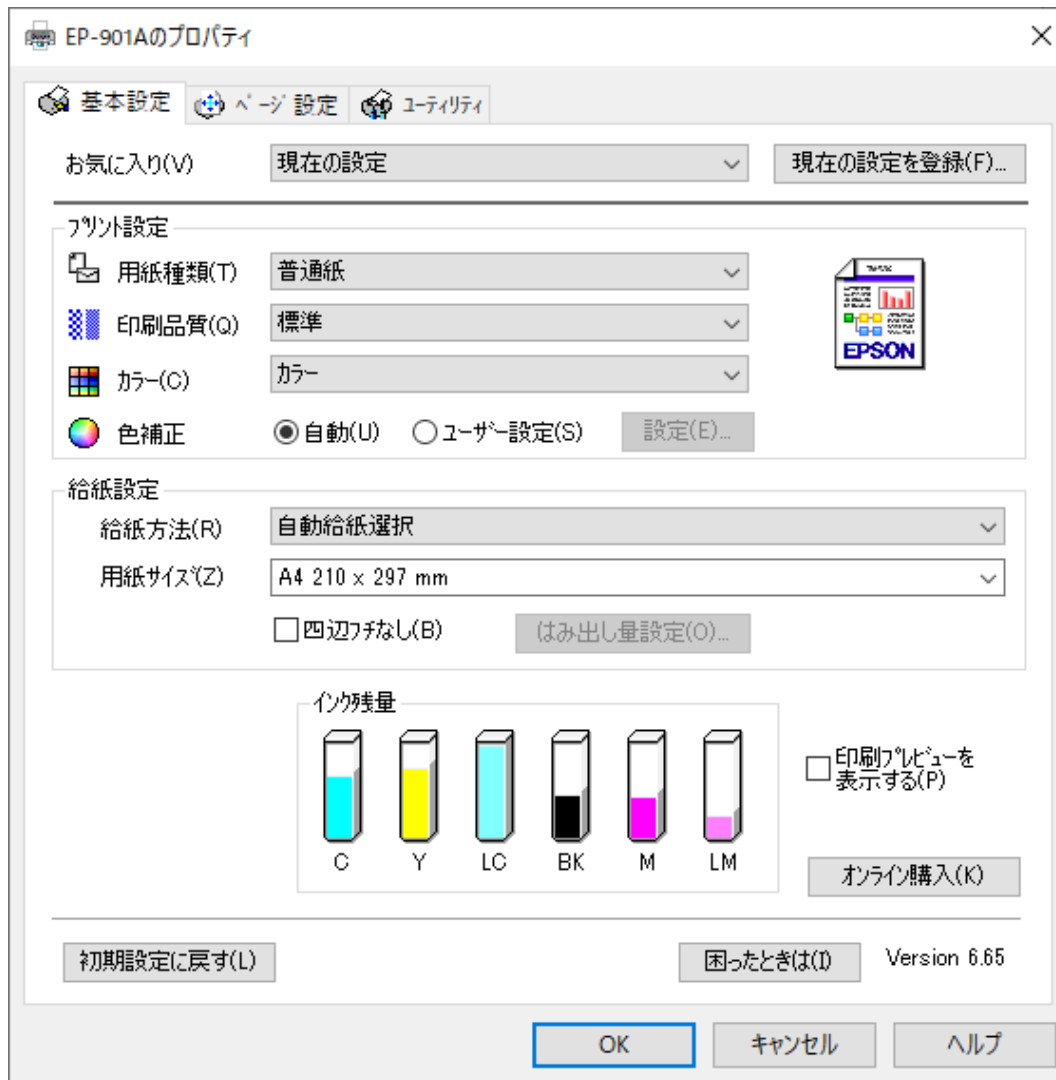 EP-901Aのプロパティ
基本設定 ページ設定 ユーティリティ
お気に入り(V) 現在の設定 現在の設定を登録(F)...
プリント設定
用紙種類(T) 普通紙
印刷品質(Q) 標準
カラー(C) カラー
EPSON
色補正 自動(U) ユーザー設定(S) 設定(E)...
給紙設定
給紙方法(R) 自動給紙選択
用紙サイズ(Z) A4 210 x 297 mm
四辺フチなし(B) はみ出し量設定(O)...
インク残量
印刷プレビューを
表示する(P)
C Y LC BK M LM
オンライン購入(K)
初期設定に戻す(L) 困ったときは(I) Version 6.65
OK キャンセル ヘルプ